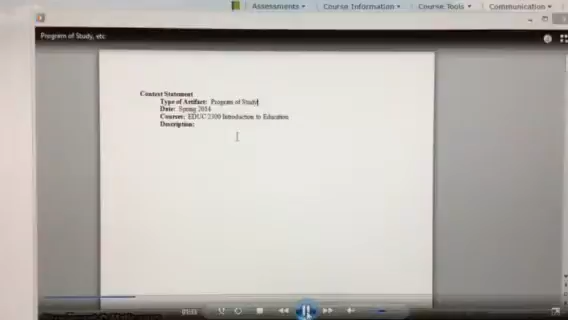 Assessments Course Information Course Tools Communication
Program of Study, etc
Context Statement
Type of Artifact: Program of Study
Date: Spring 2014
Course: EDUC 2300 Introduction to Education
Description: